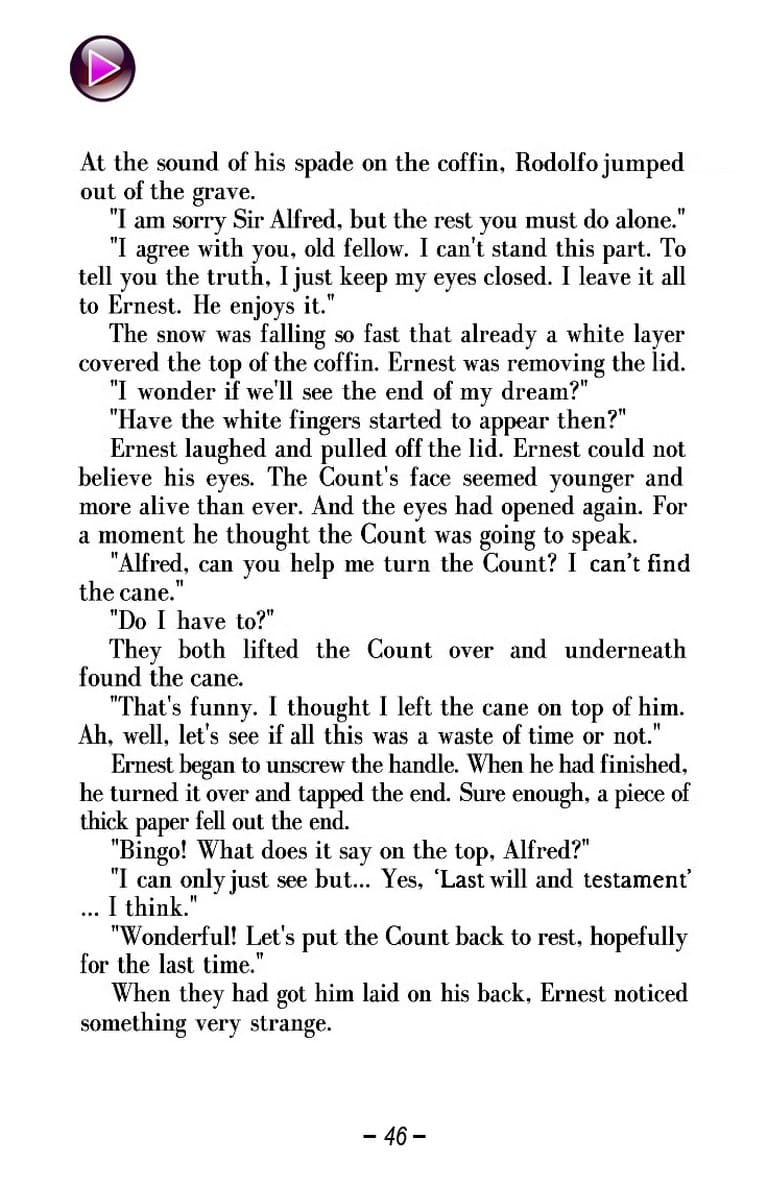 At the sound of his spade on the coffin, Rodolfo jumped
out of the grave.
"I am sorry Sir Alfred, but the rest you must do alone."
"I agree with you, old fellow. I can't stand this part. To
tell you the truth, I just keep my eyes closed. I leave it all
to Ernest. He enjoys it."
The snow was falling so fast that already a white layer
covered the top of the coffin. Ernest was removing the lid.
"I wonder if we'll see the end of my dream?"
"Have the white fingers started to appear then?"
Ernest laughed and pulled off the lid. Ernest could not
believe his eyes. The Count's face seemed younger and
more alive than ever. And the eyes had opened again. For
a moment he thought the Count was going to speak.
"Alfred, can you help me turn the Count? I can’t find
the cane."
"Do I have to?"
They both lifted the Count over and underneath
found the cane.
"That's funny. I thought I left the cane on top of him.
Ah, well, let's see if all this was a waste of time or not."
Ernest began to unscrew the handle. When he had finished,
he turned it over and tapped the end. Sure enough, a piece of
thick paper fell out the end.
"Bingo! What does it say on the top, Alfred?"
"I can only just see but... Yes, ‘Last will and testament’
... I think."
"Wonderful! Let's put the Count back to rest, hopefully
for the last time."
When they had got him laid on his back, Ernest noticed
something very strange.
– 46 –